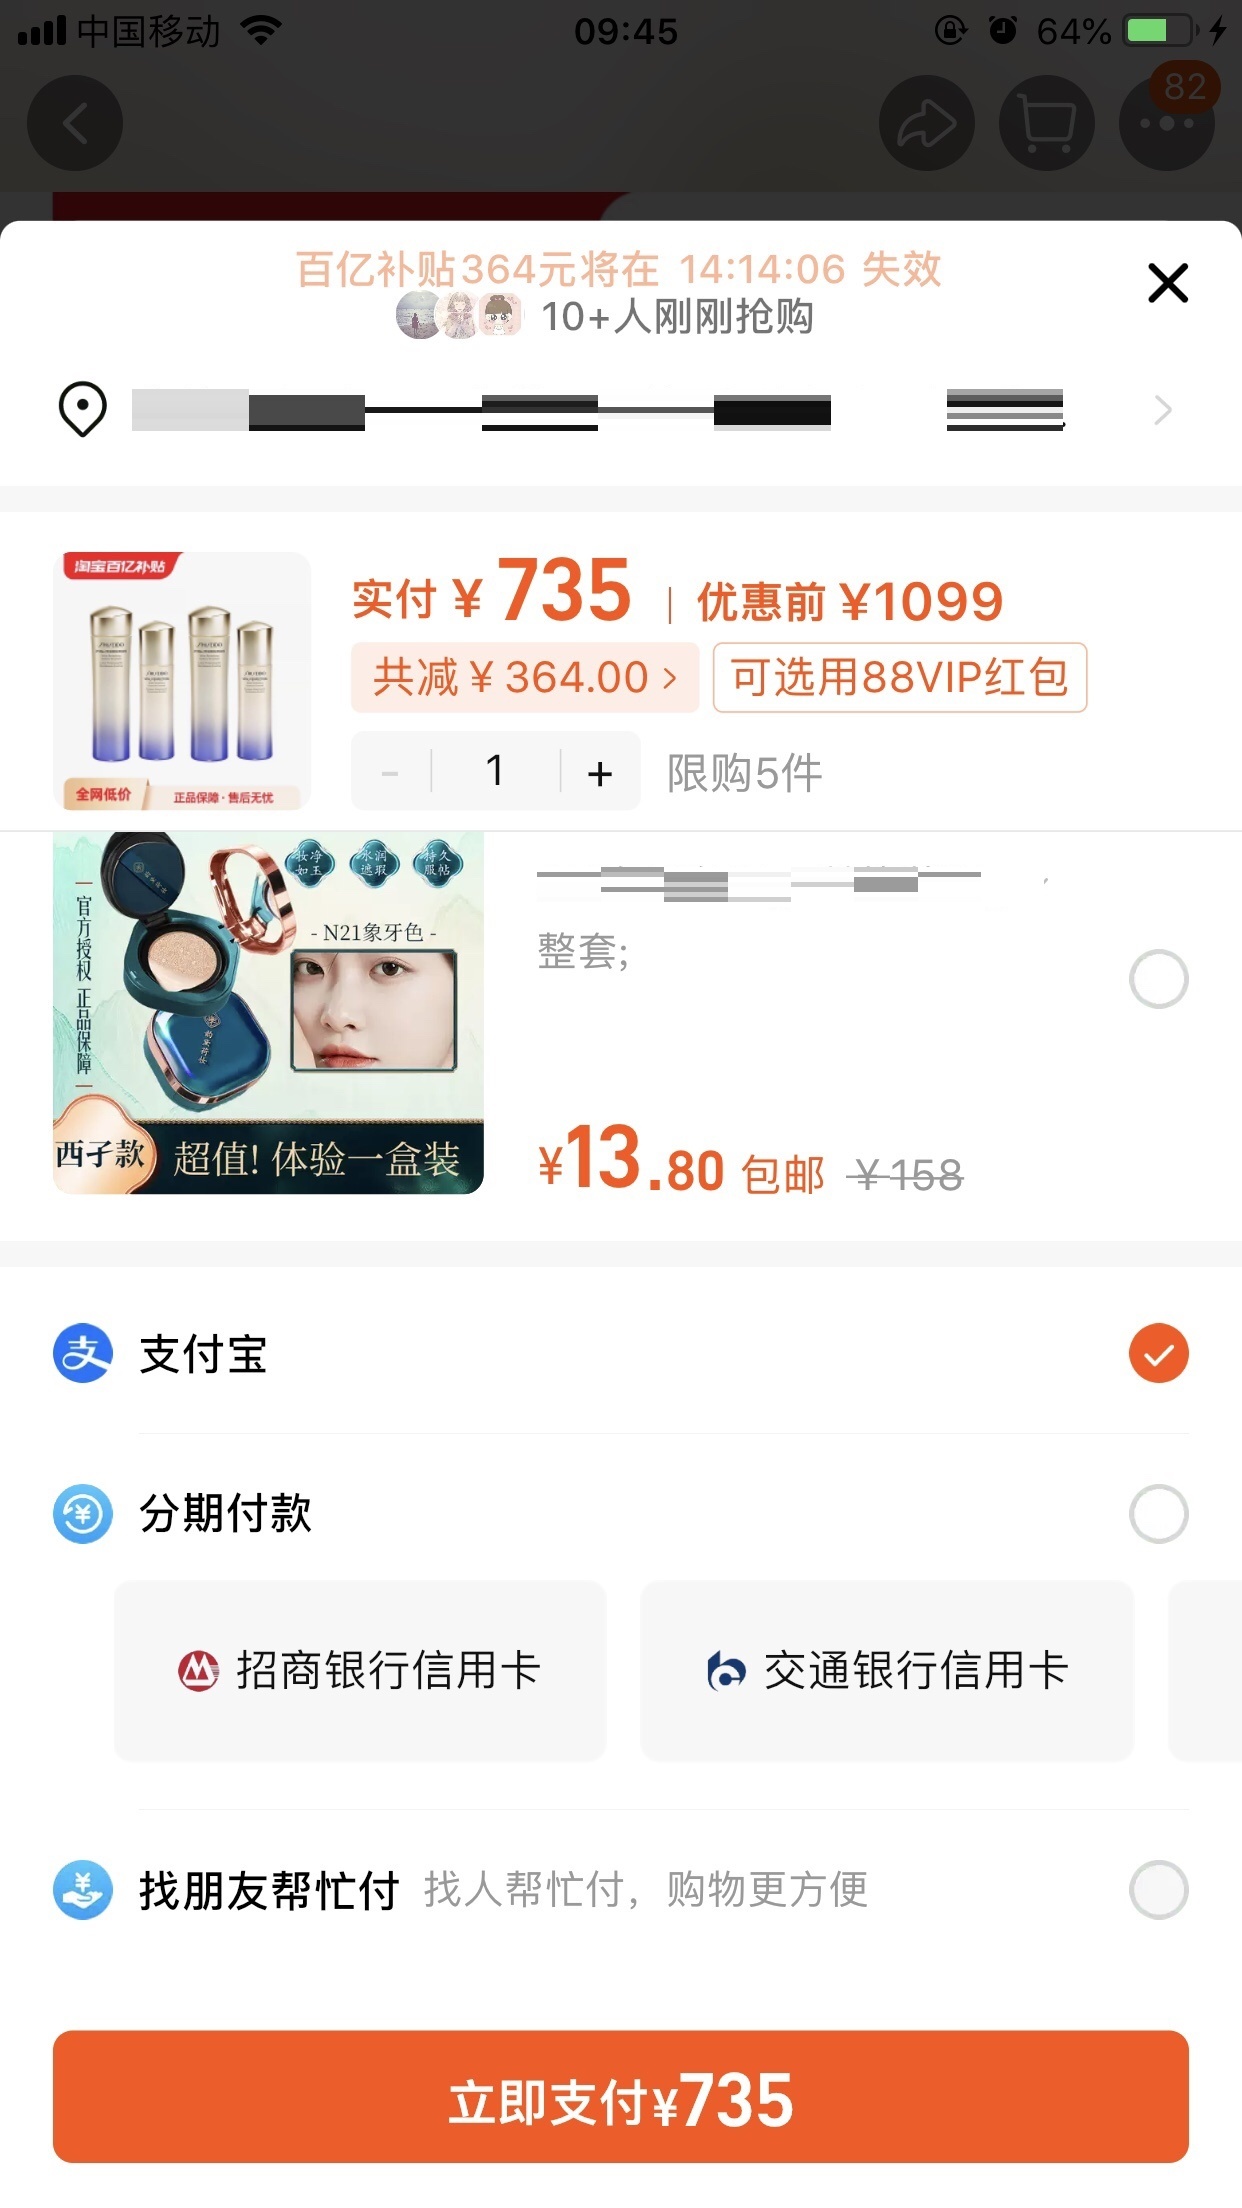 中国移动
09:45
64%
82
百亿补贴364元将在 14:14:06 失效
10+人刚刚抢购
淘宝百亿补贴
SHISEIDO
SHISEIDO
全网低价
正品保障·售后无忧
实付 ¥ 735 | 优惠前 ¥1099
共减 ¥ 364.00 >
可选用88VIP红包
- 1 +
限购5件
官方授权 正品保障
妆净如玉
水润遮瑕
持久服帖
- N21象牙色 -
西子款
超值! 体验一盒装
整套;
¥13.80 包邮 ¥158
支付宝
分期付款
招商银行信用卡
交通银行信用卡
找朋友帮忙付 找人帮忙付，购物更方便
立即支付¥735